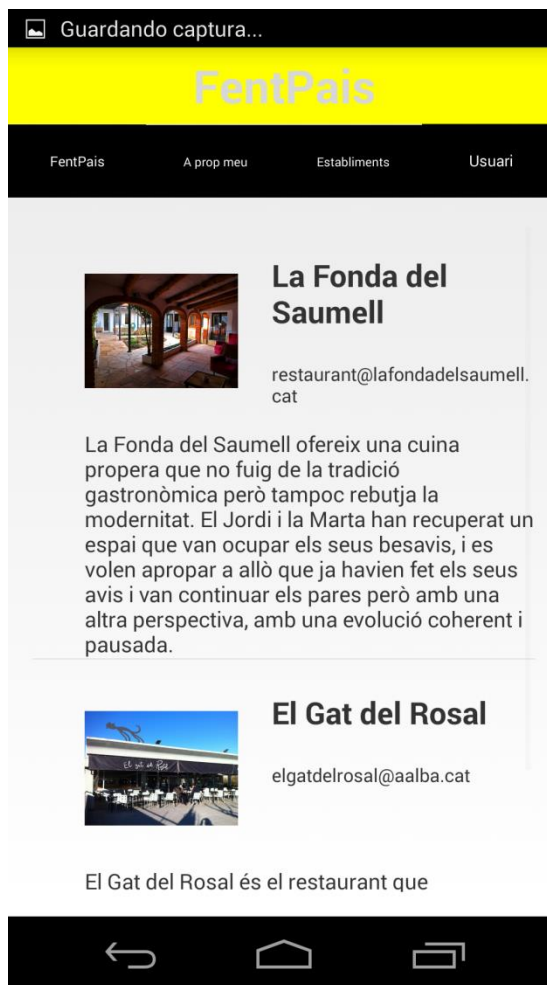 Guardando captura...
FentPais
FentPais A prop meu Establiments Usuari
La Fonda del
Saumell
restaurant@lafondadelsaumell.
cat
La Fonda del Saumell ofereix una cuina
propera que no fuig de la tradició
gastronòmica però tampoc rebutja la
modernitat. El Jordi i la Marta han recuperat un
espai que van ocupar els seus besavis, i es
volen apropar a allò que ja havien fet els seus
avis i van continuar els pares però amb una
altra perspectiva, amb una evolució coherent i
pausada.
El Gat del Rosal
elgatdelrosal@aalba.cat
El Gat del Rosal és el restaurant que